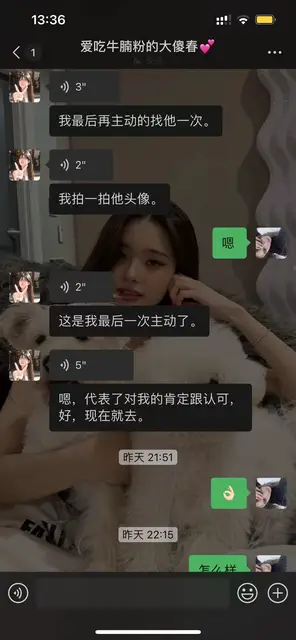 13:36
1
爱吃牛腩粉的大傻春💕
3"
我最后再主动的找他一次。
2"
我拍一拍他头像。
嗯
2"
这是我最后一次主动了。
5"
嗯，代表了对我的肯定跟认可，
好，现在就去。
昨天 21:51
👌🏻
昨天 22:15
怎么样